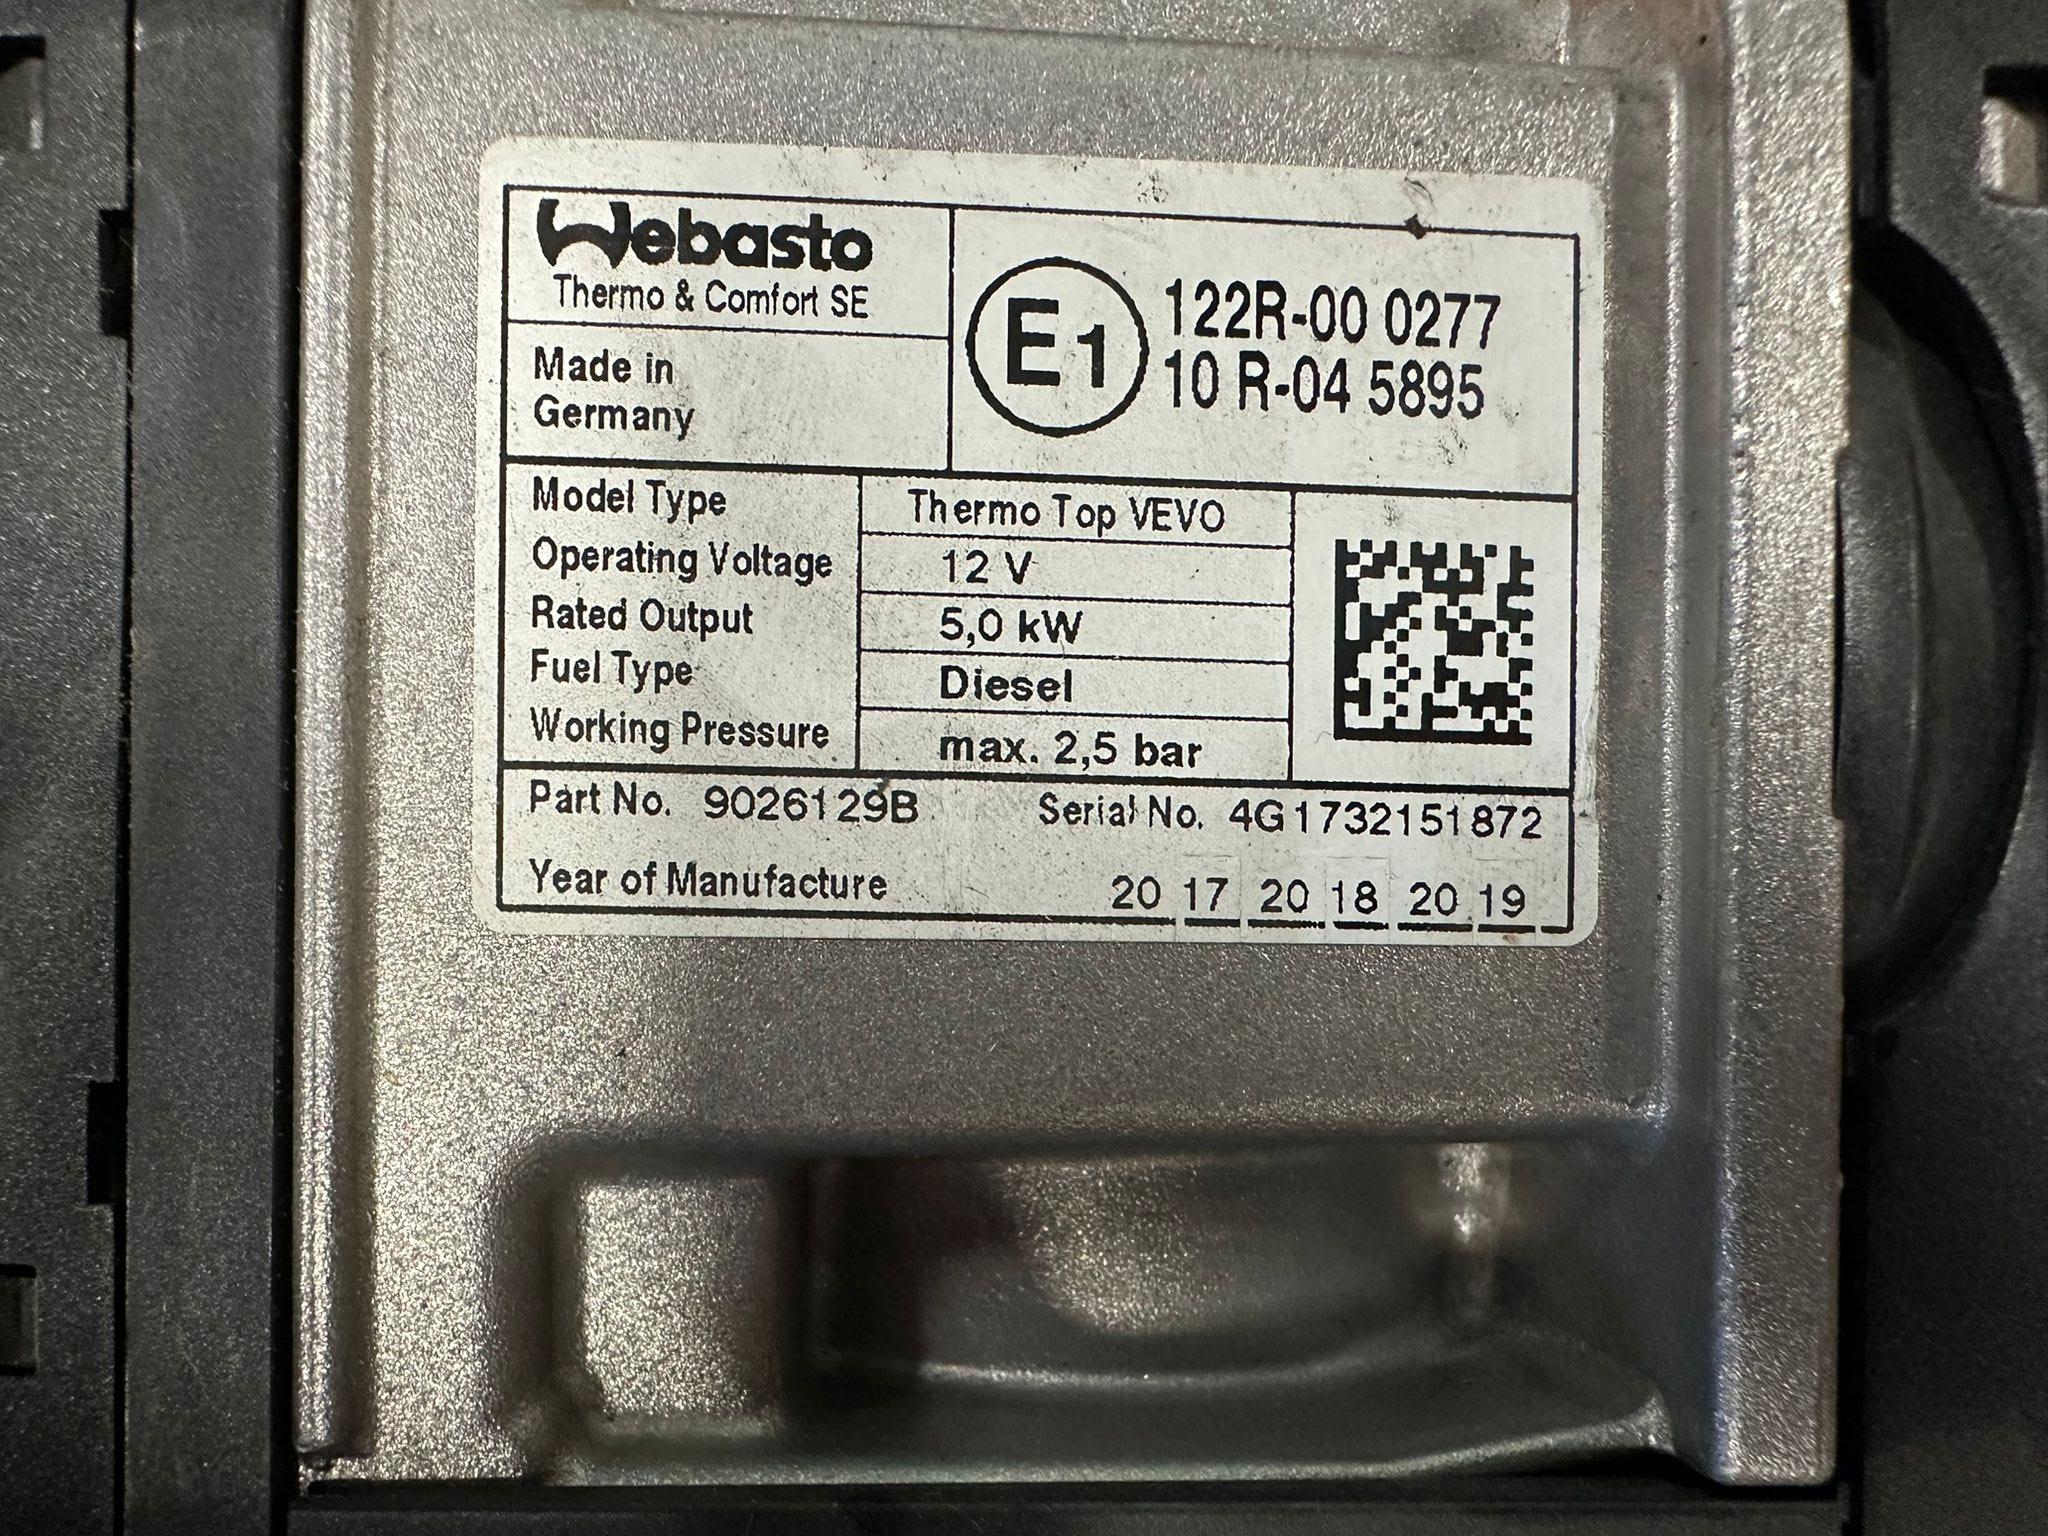 Webasto
Thermo & Comfort SE
Made in
Germany
E1
122R-00 0277
10 R-04 5895
Model Type Thermo Top VEVO
Operating Voltage 12 V
Rated Output 5,0 kW
Fuel Type Diesel
Working Pressure max. 2,5 bar
Part No. 9026129B Serial No. 4G1732151872
Year of Manufacture 20 17 20 18 20 19